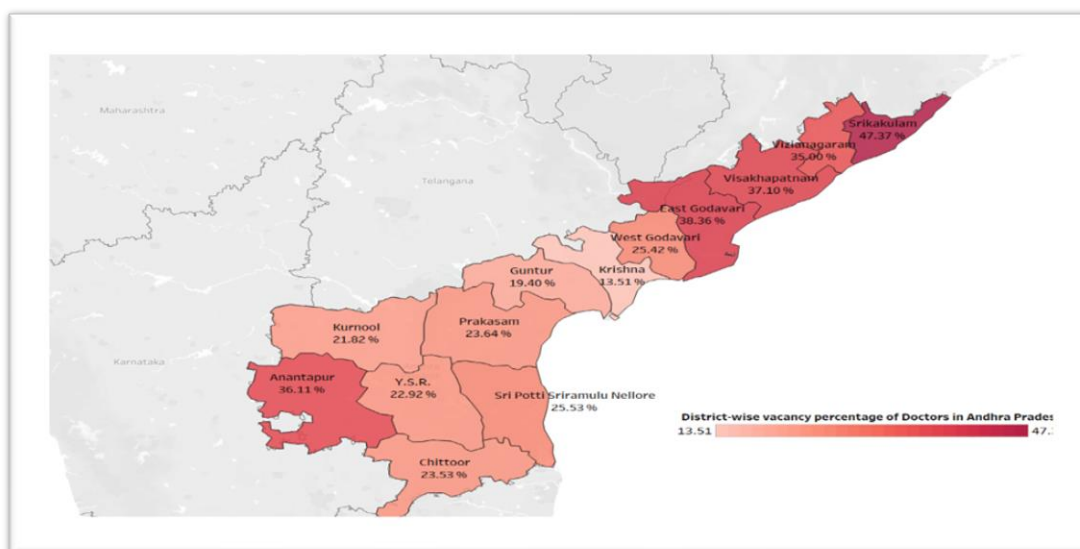 Maharashtra
Srikakulam
47.37 %
Vizianagaram
35.00 %
Telangana
Visakhapatnam
37.10 %
East Godavari
38.36 %
West Godavari
25.42 %
Guntur
19.40 %
Krishna
13.51 %
Kurnool
21.82 %
Prakasam
23.64 %
Karnataka
Anantapur
36.11 %
Y.S.R.
22.92 %
Sri Potti Sriramulu Nellore
25.53 %
District-wise vacancy percentage of Doctors in Andhra Prades
13.51
47.
Chittoor
23.53 %